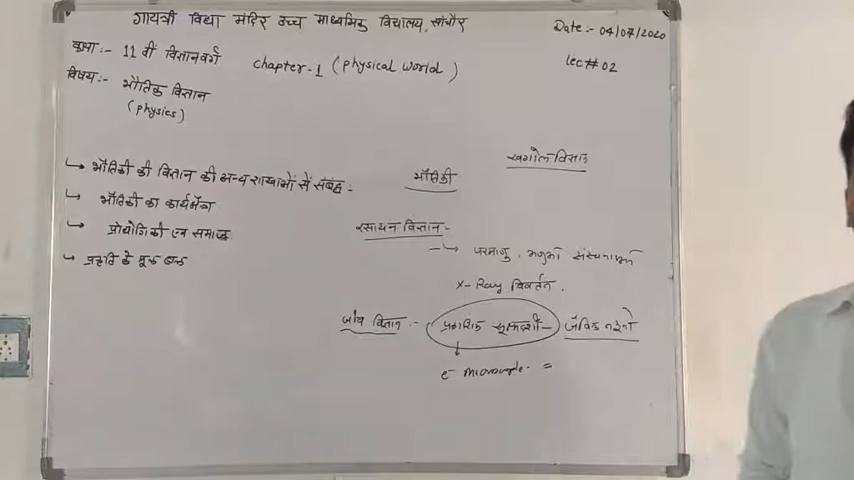 गायत्री विद्या मंदिर उच्च माध्यमिक विद्यालय, सांचौर
Date:- 04/07/2020
कक्षा:- 11 वीं विज्ञान वर्ग
Chapter-1 (physical world)
Lec# 02
विषय:- भौतिक विज्ञान
(physics)
खगोल विज्ञान
↳ भौतिकी की विज्ञान की अन्य शाखाओं से संबंध -
भौतिकी
↳ भौतिकी का कार्यक्षेत्र
रसायन विज्ञान -
↳ प्रोद्योगिकी एवं समाज
↳ परमाणु, अणुओं संरचनाओं
↳ प्रकृति के मूल बल
X-Ray विवर्तन.
जीव विज्ञान :- प्रकाशिक सूक्ष्मदर्शी - जैविक नमूनों
e⁻ microscope. =